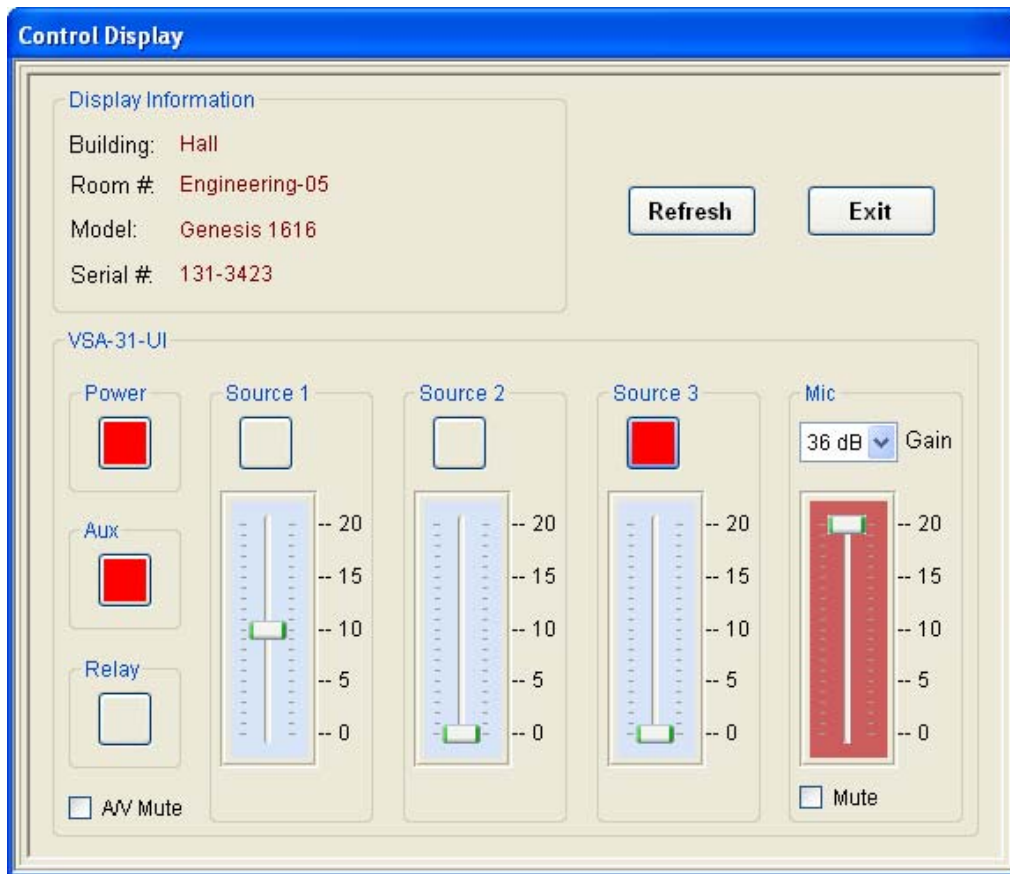 Control Display
Display Information
Building: Hall
Room #: Engineering-05
Model: Genesis 1616
Serial #: 131-3423
Refresh
Exit
VSA-31-UI
Power
Aux
Relay
A/V Mute
Source 1
-- 20
-- 15
-- 10
-- 5
-- 0
Source 2
-- 20
-- 15
-- 10
-- 5
-- 0
Source 3
-- 20
-- 15
-- 10
-- 5
-- 0
Mic
36 dB Gain
-- 20
-- 15
-- 10
-- 5
-- 0
Mute